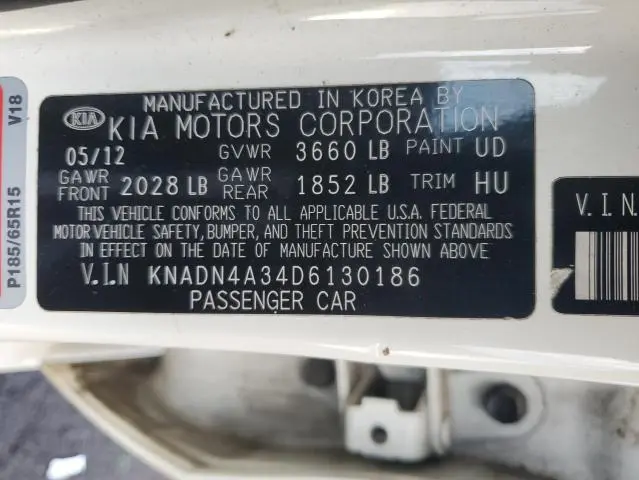 MANUFACTURED IN KOREA BY
KIA KIA MOTORS CORPORATION
05/12 GVWR 3660 LB PAINT UD
GAWR FRONT 2028 LB GAWR REAR 1852 LB TRIM HU
THIS VEHICLE CONFORMS TO ALL APPLICABLE U.S.A. FEDERAL
MOTOR VEHICLE SAFETY, BUMPER, AND THEFT PREVENTION STANDARDS
IN EFFECT ON THE DATE OF MANUFACTURE SHOWN ABOVE
V.I.N KNADN4A34D6130186
PASSENGER CAR
V18
P185/65R15
V.I.N.